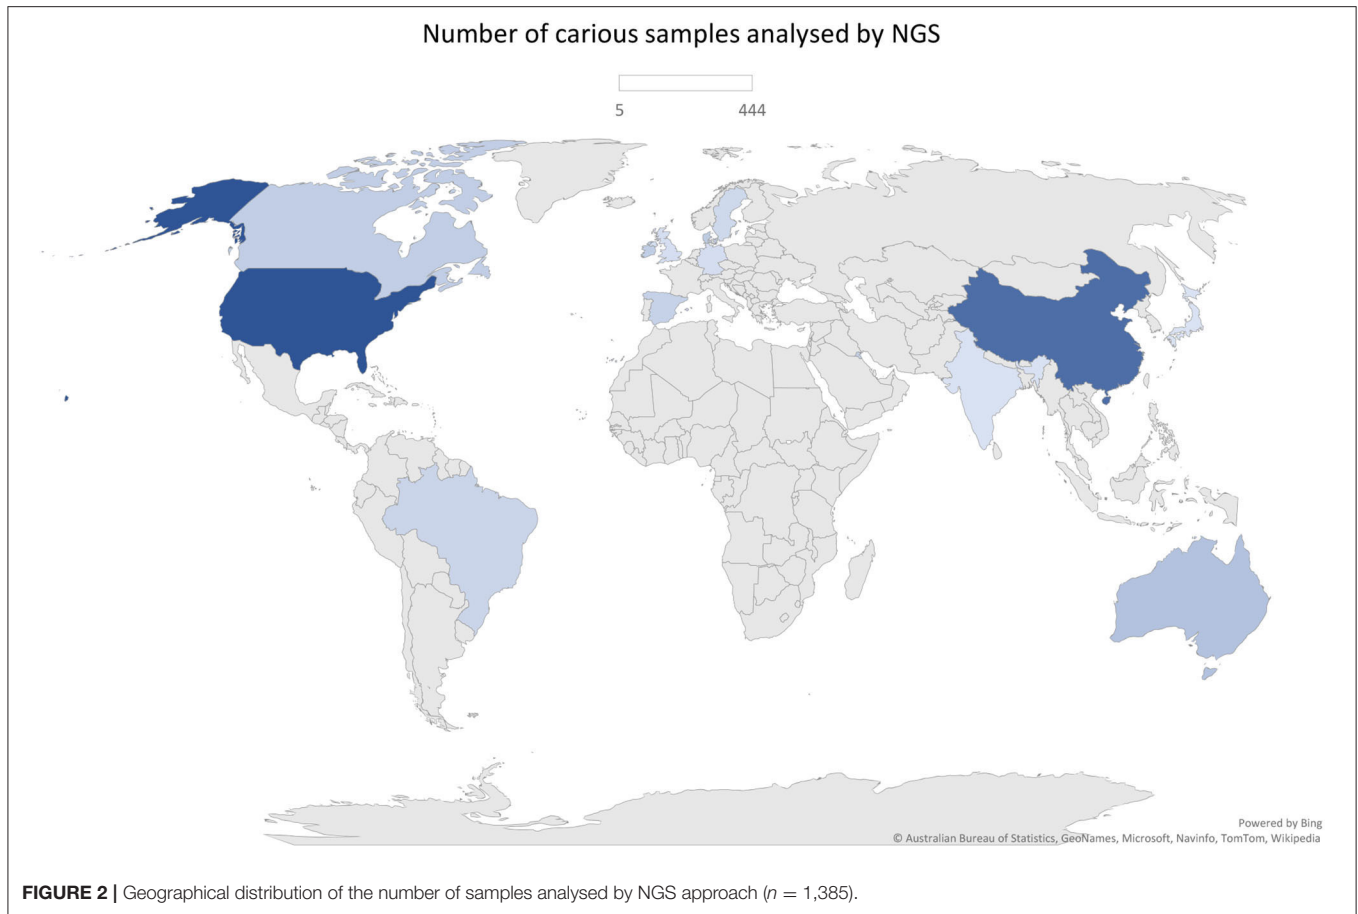 Number of carious samples analysed by NGS
5 444
Powered by Bing
© Australian Bureau of Statistics, GeoNames, Microsoft, Navinfo, TomTom, Wikipedia
FIGURE 2 | Geographical distribution of the number of samples analysed by NGS approach (n = 1,385).